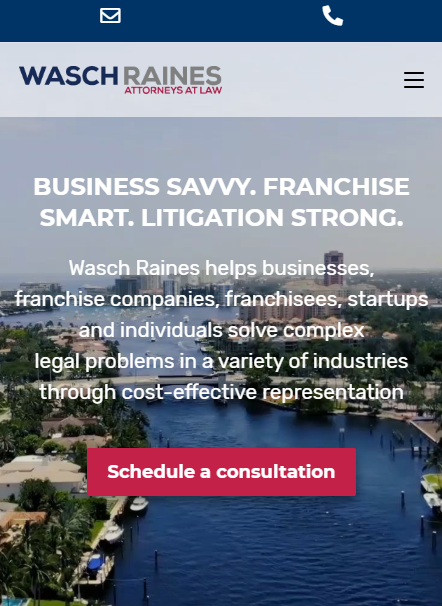 WASCH RAINES
ATTORNEYS AT LAW
BUSINESS SAVVY. FRANCHISE
SMART. LITIGATION STRONG.
Wasch Raines helps businesses,
franchise companies, franchisees, startups
and individuals solve complex
legal problems in a variety of industries
through cost-effective representation
Schedule a consultation